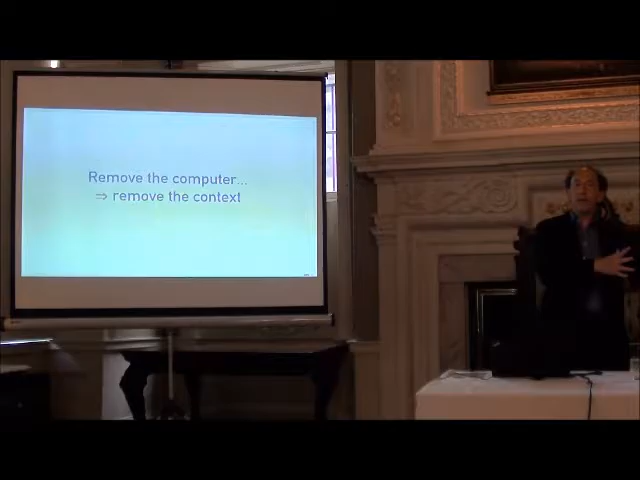 Remove the computer...
⇒ remove the context